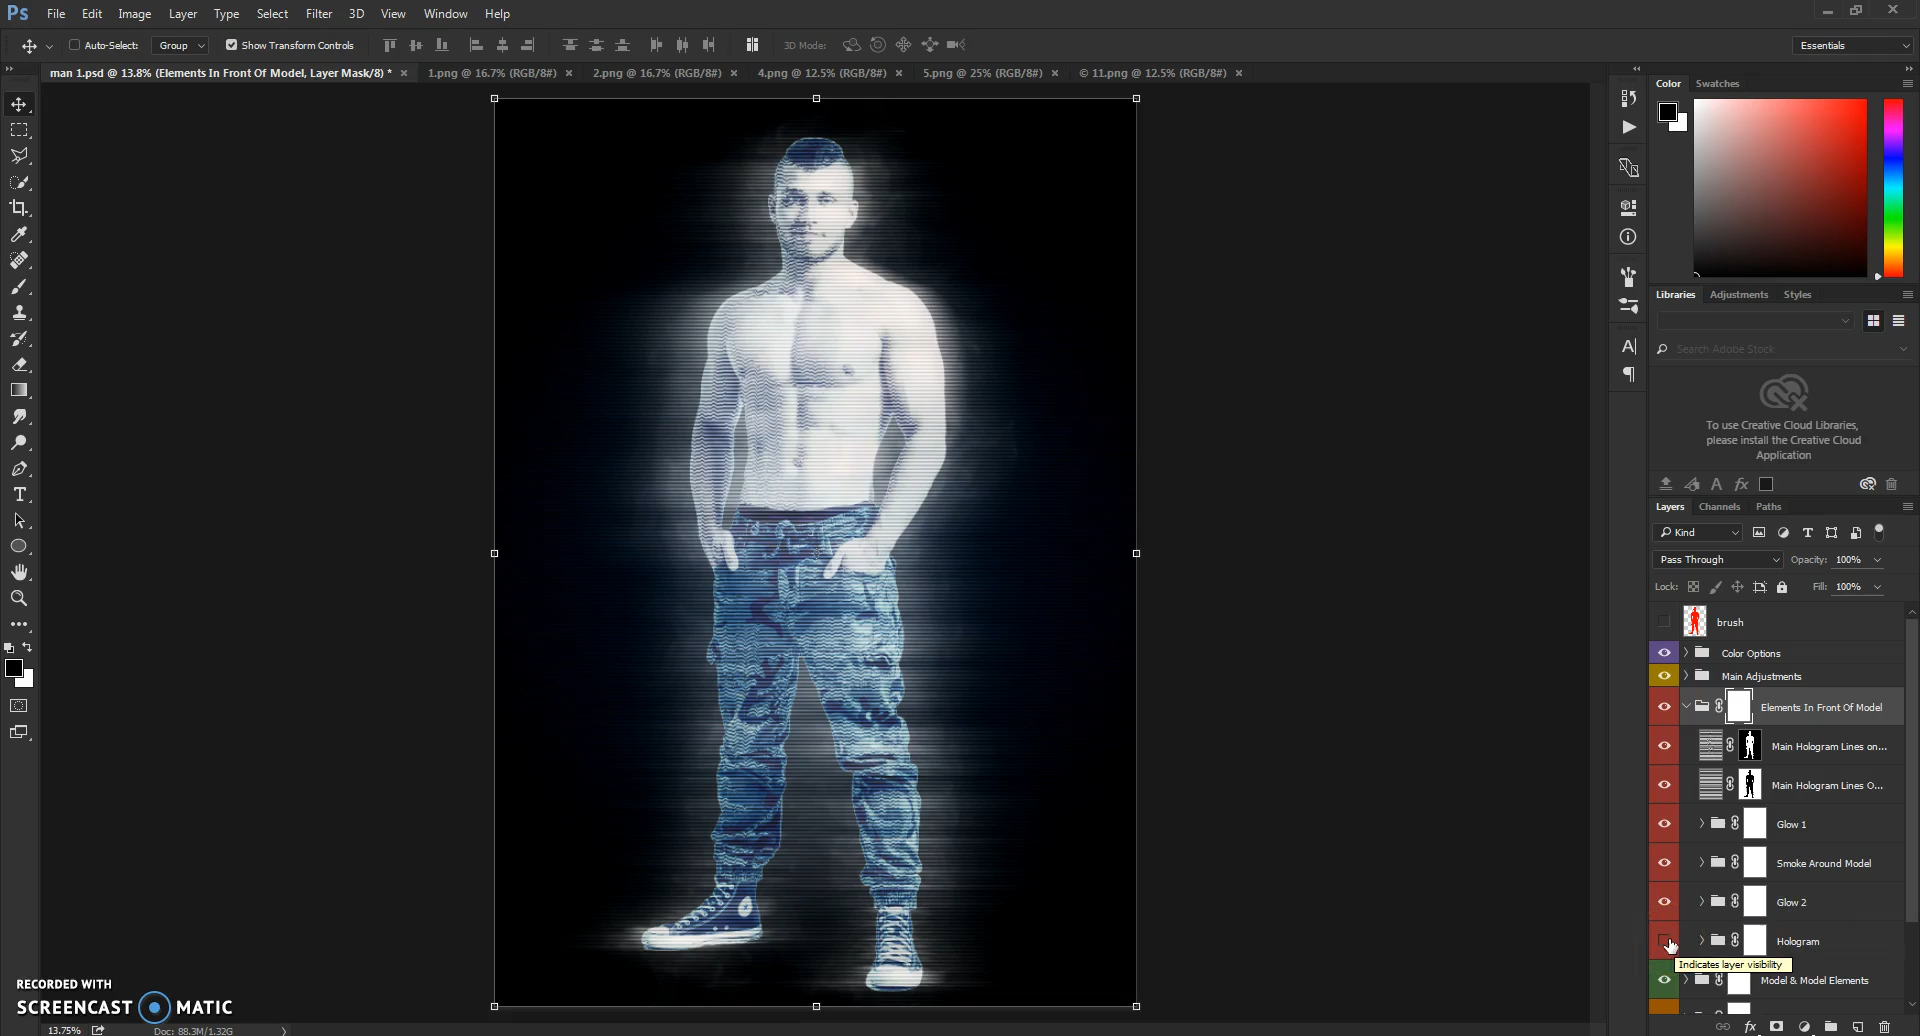 Ps File Edit Image Layer Type Select Filter 3D View Window Help
Auto-Select: Group Show Transform Controls 3D Mode: Essentials
man 1.psd @ 13.8% (Elements In Front Of Model, Layer Mask/8) * × 1.png @ 16.7% (RGB/8#) × 2.png @ 16.7% (RGB/8#) × 4.png @ 12.5% (RGB/8#) × 5.png @ 25% (RGB/8#) × © 11.png @ 12.5% (RGB/8#) ×
Color Swatches
Libraries Adjustments Styles
Search Adobe Stock
To use Creative Cloud Libraries,
please install the Creative Cloud
Application
Layers Channels Paths
Kind
Pass Through Opacity: 100%
Lock: Fill: 100%
brush
Color Options
Main Adjustments
Elements In Front Of Model
Main Hologram Lines on...
Main Hologram Lines O...
Glow 1
Smoke Around Model
Glow 2
Hologram
Indicates layer visibility
Model & Model Elements
RECORDED WITH
SCREENCAST MATIC
13.75% Doc: 88.3M/1.32G